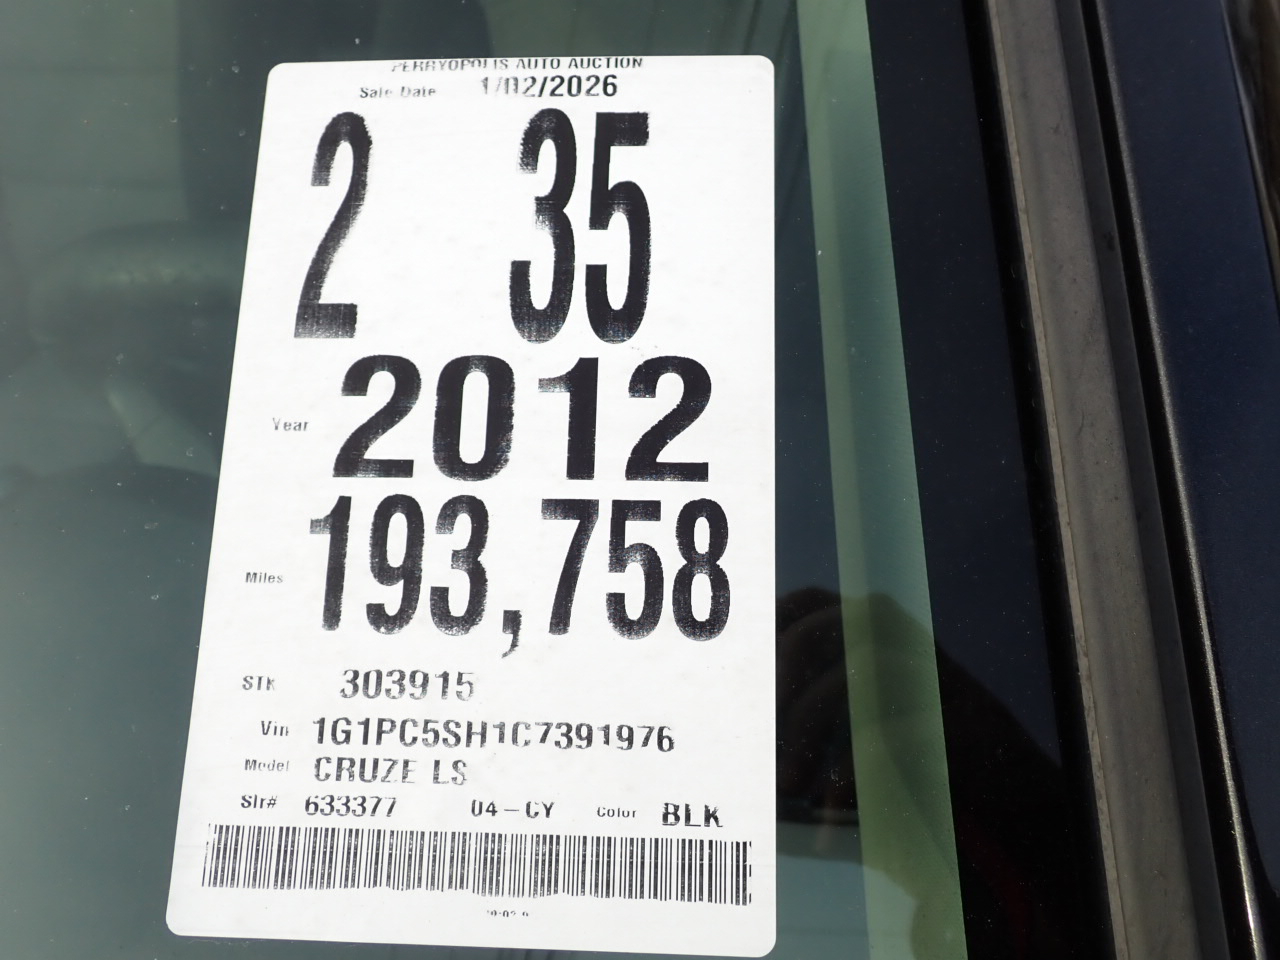 PERRYOPOLIS AUTO AUCTION
Sale Date 1/02/2026
2 35
Year 2012
Miles 193,758
STK 303915
Vin 1G1PC5SH1C7391976
Model CRUZE LS
Slr# 633377 04-CY Color BLK